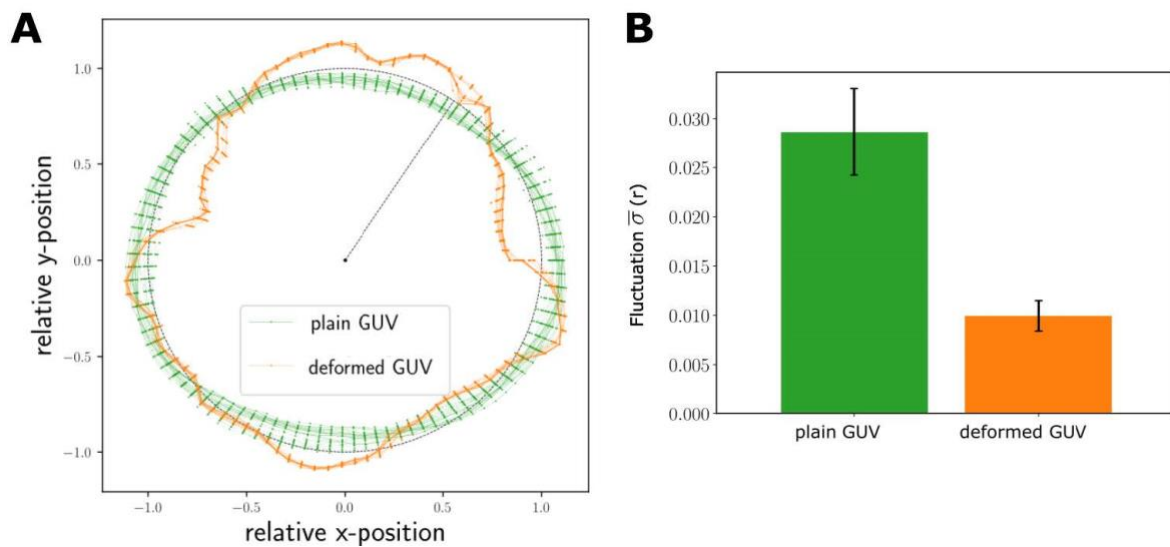 A
relative y-position
1.0
0.5
0.0
−0.5
−1.0
plain GUV
deformed GUV
−1.0
−0.5
0.0
0.5
1.0
relative x-position
B
Fluctuation σ̅ (r)
0.030
0.025
0.020
0.015
0.010
0.005
0.000
plain GUV
deformed GUV